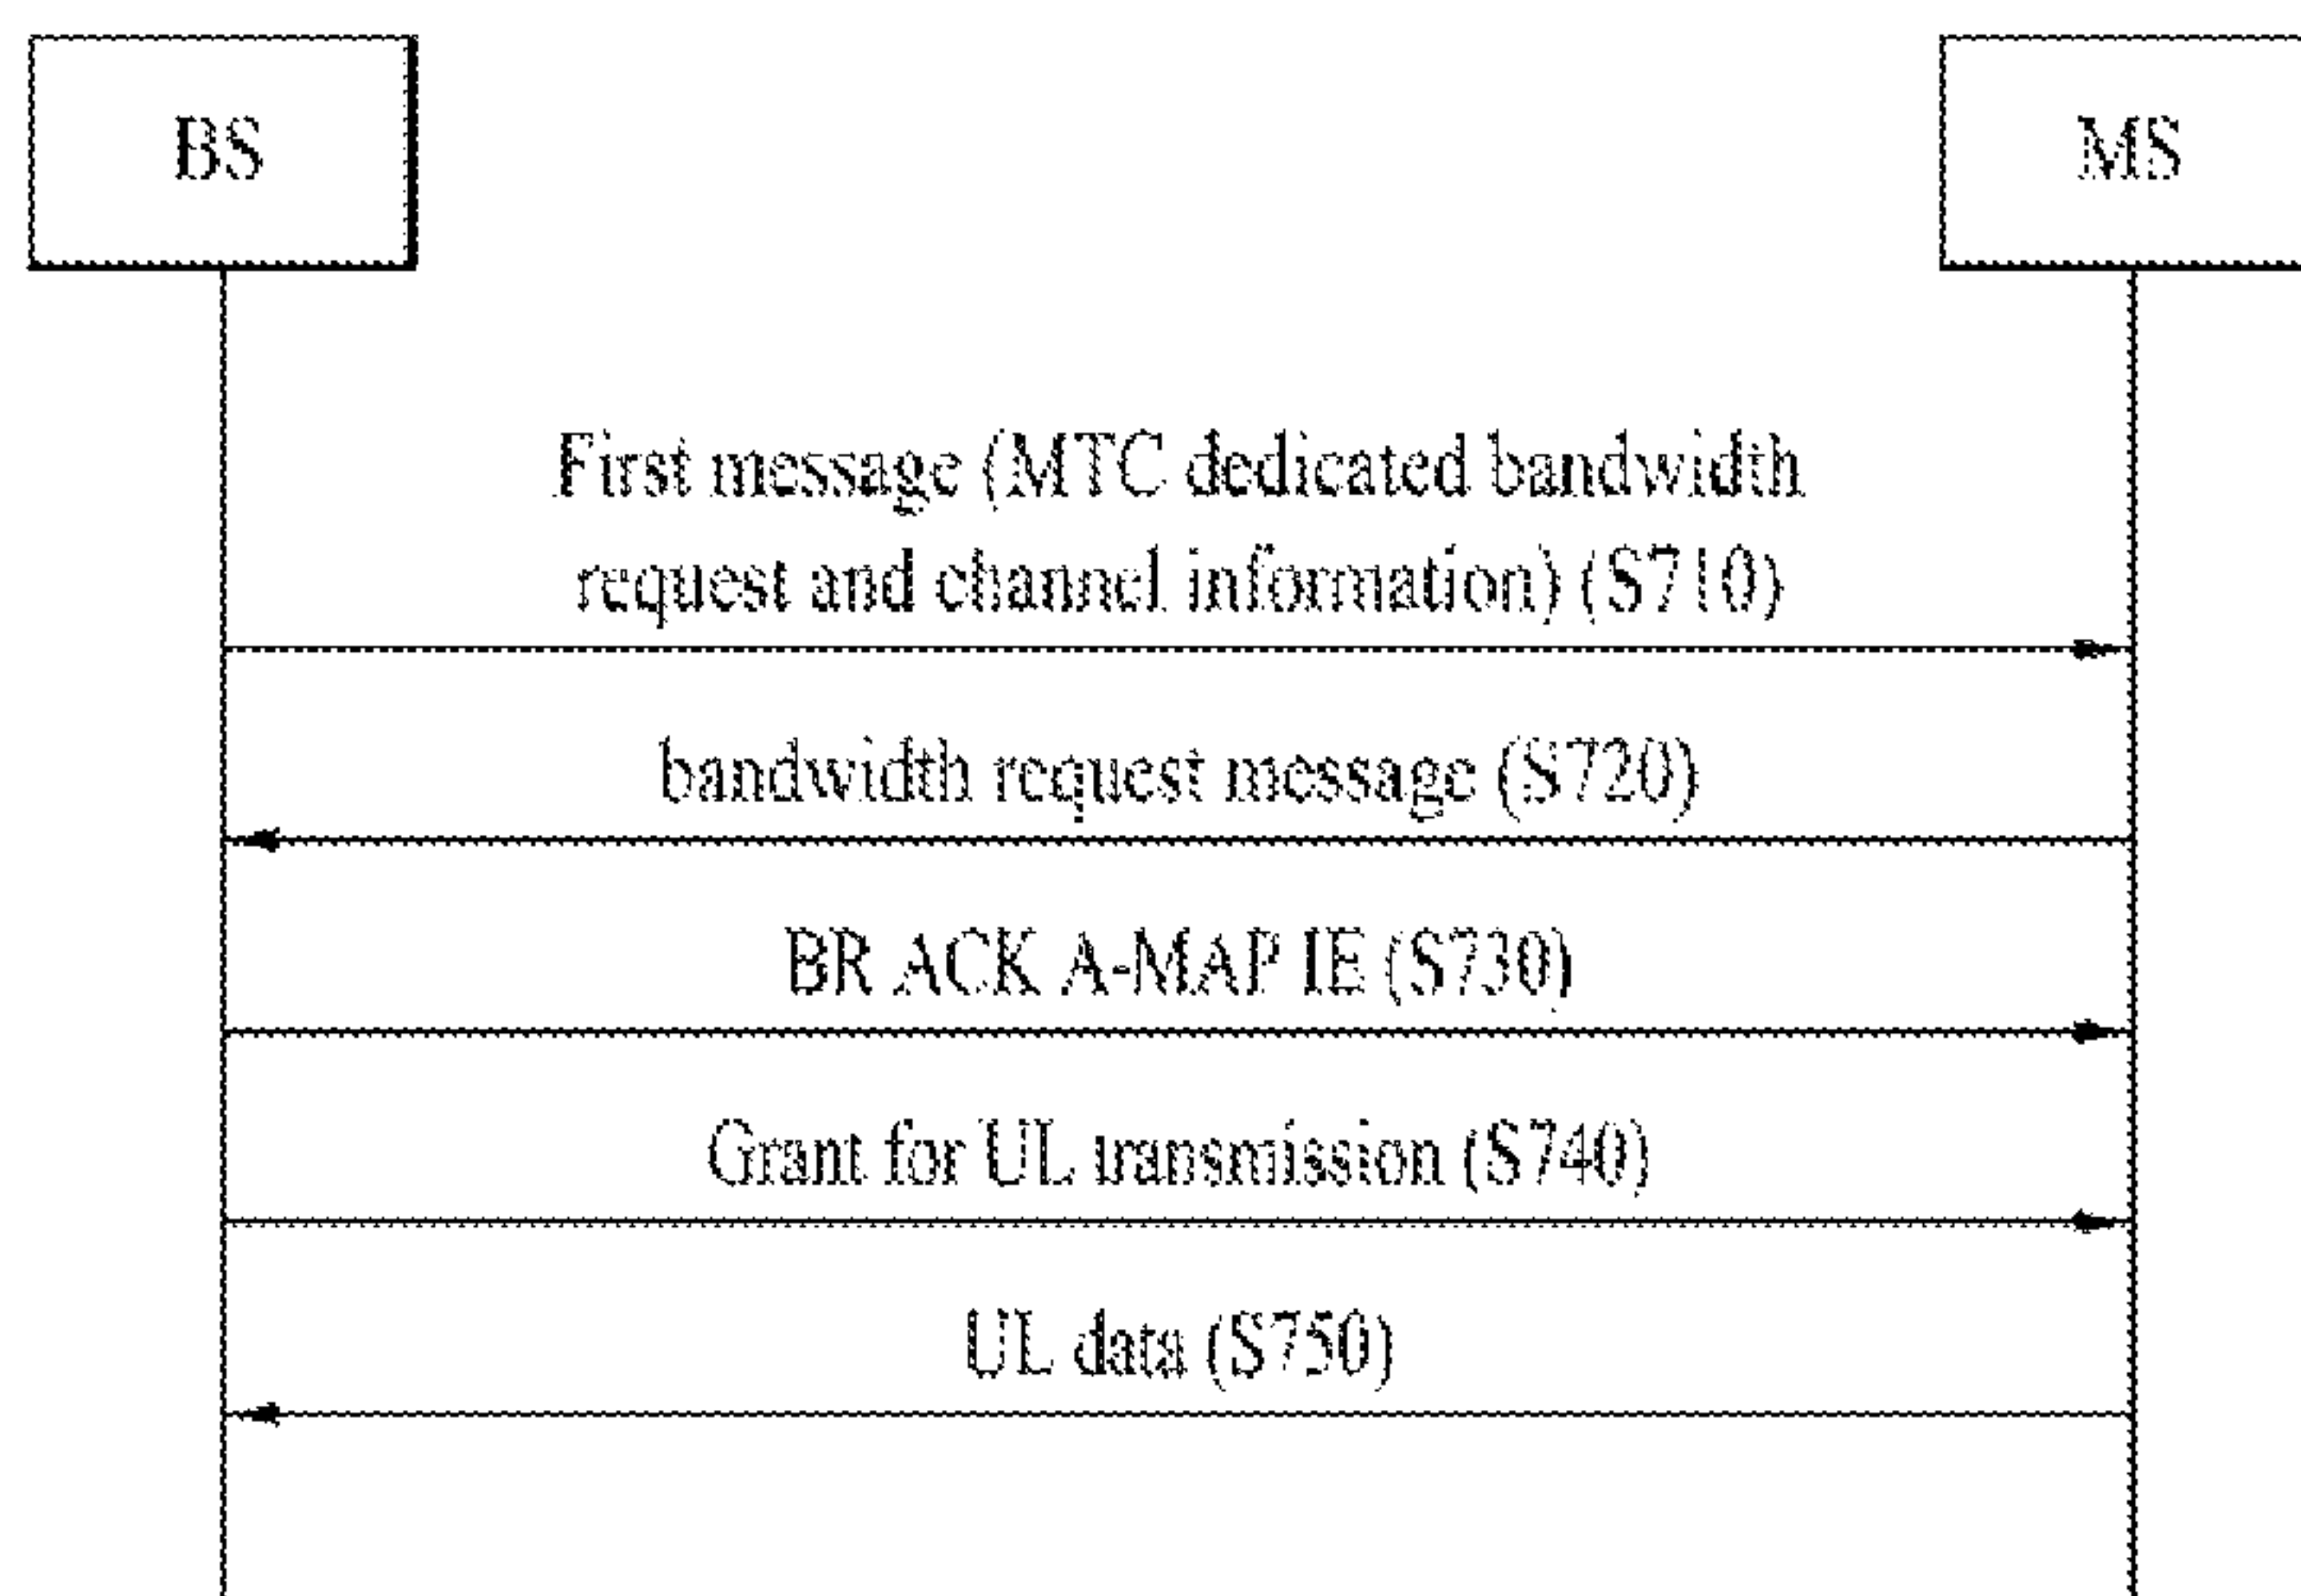 BS
MS
First message (MTC dedicated bandwidth
request and channel information) (S710)
bandwidth request message (S720)
BR ACK A-MAP IE (S730)
Grant for UL transmission (S740)
UL data (S750)